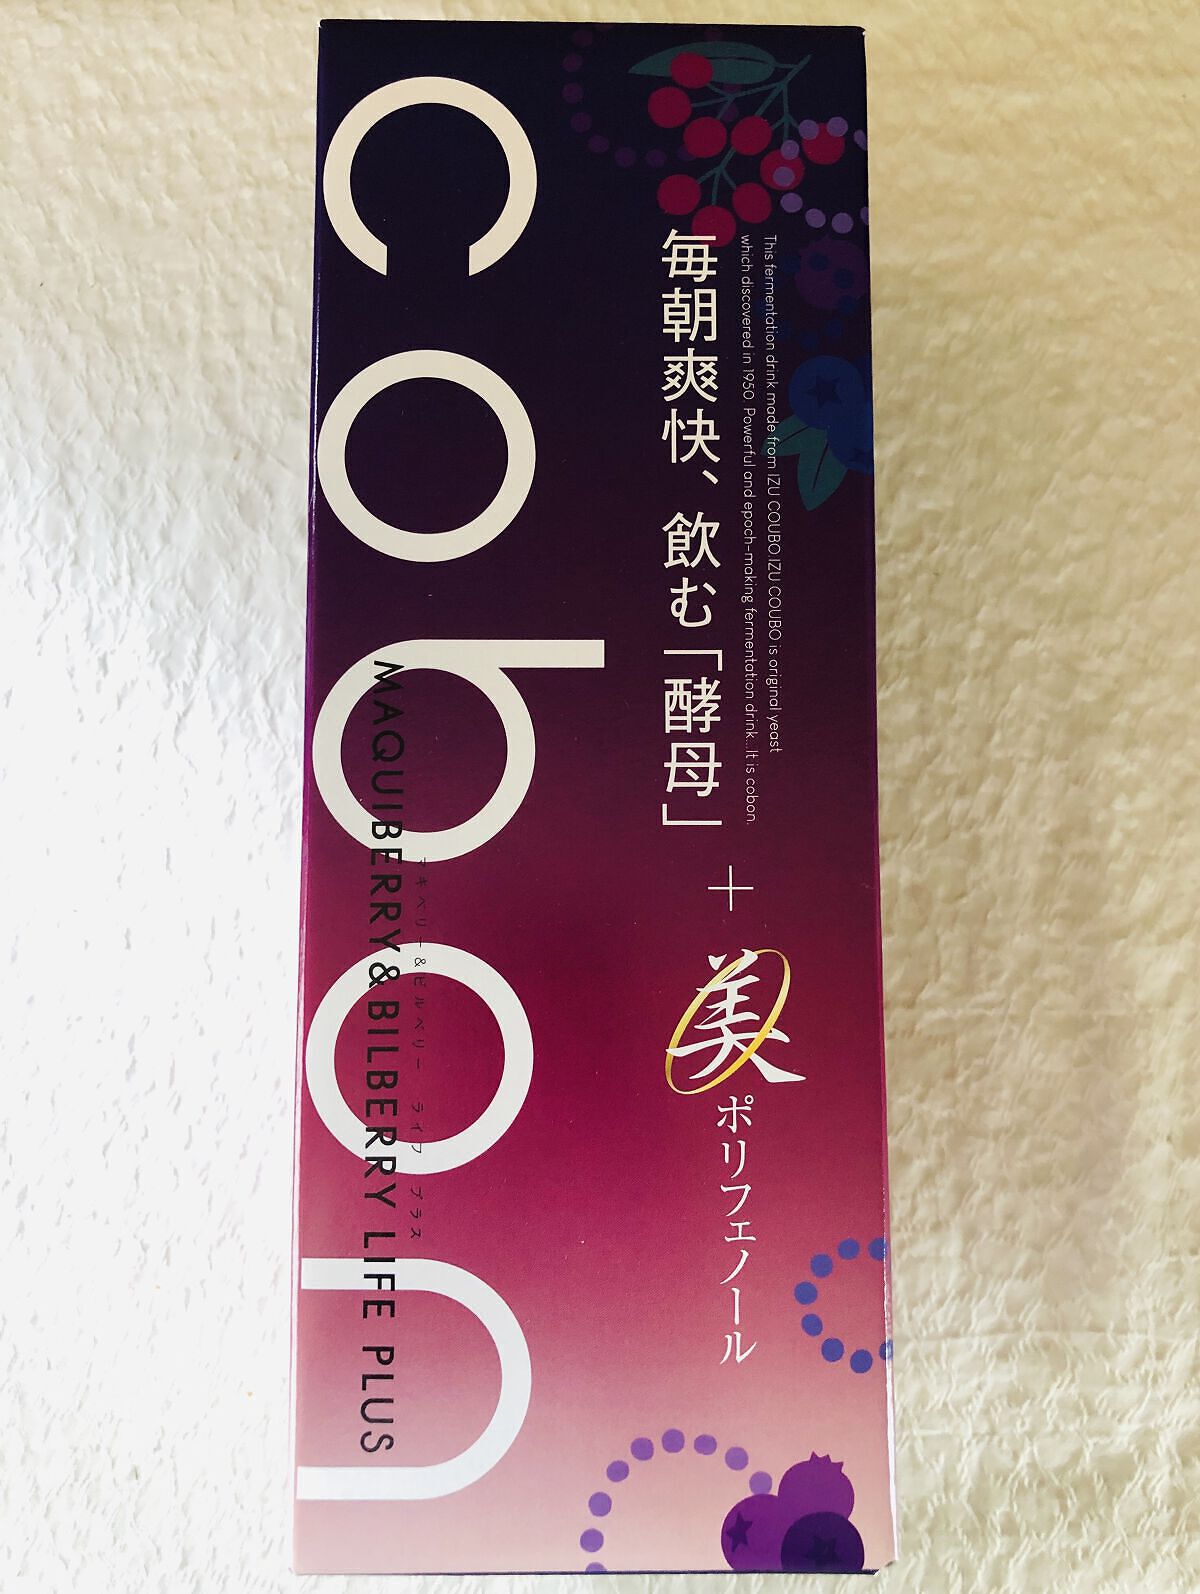 This fermentation drink made from IZU COUBO.IZU COUBO is original yeast
which discovered in 1950. Powerful and epoch-making fermentation drink...It is cobon.
毎朝爽快、飲む「酵母」
+
美
ポリフェノール
cobon
マキベリー&ビルベリー ライフ プラス
MAQUIBERRY&BILBERRY LIFE PLUS